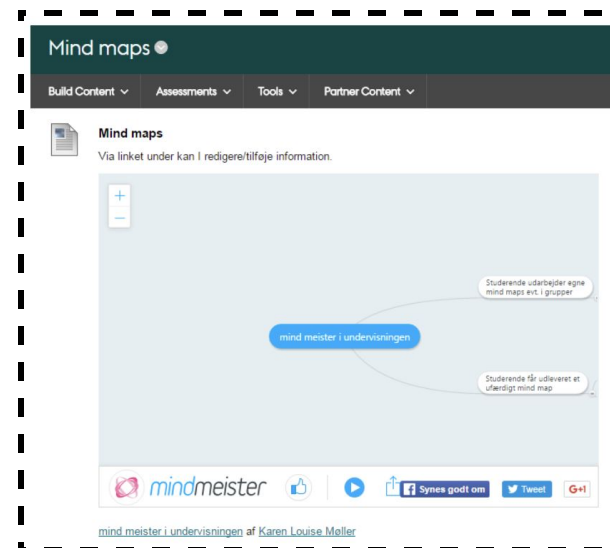 Mind maps
Build Content Assessments Tools Partner Content
Mind maps
Via linket under kan I redigere/tilføje information.
+
–
Studerende udarbejder egne
mind maps evt. i grupper
mind meister i undervisningen
Studerende får udleveret et
ufærdigt mind map
mindmeister
Synes godt om
Tweet
G+1
mind meister i undervisningen af Karen Louise Møller